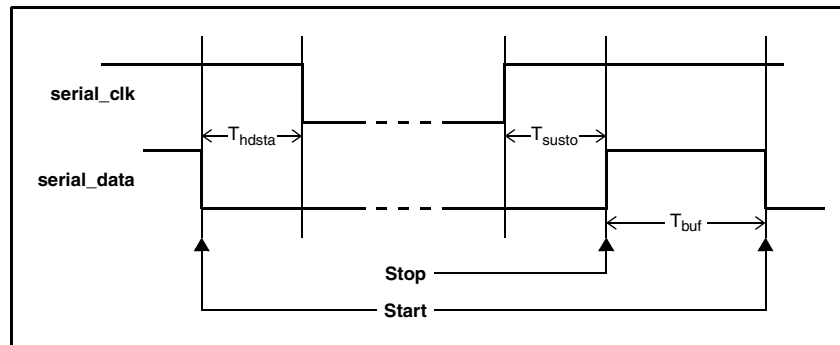 serial_clk
T_hdsta
T_susto
serial_data
T_buf
Stop
Start